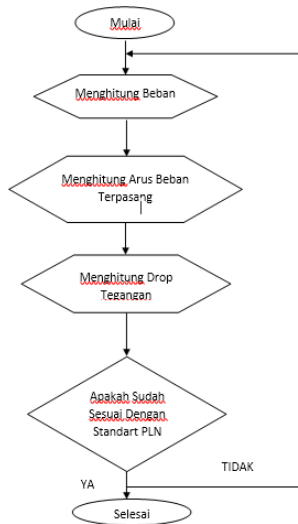 Mulai
Menghitung Beban
Menghitung Arus Beban
Terpasang
Menghitung Drop
Tegangan
Apakah Sudah
Sesuai Dengan
Standart PLN
TIDAK
YA
Selesai